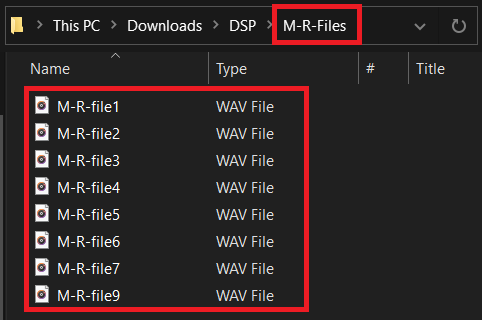 This PC > Downloads > DSP > M-R-Files
Name Type # Title
M-R-file1 WAV File
M-R-file2 WAV File
M-R-file3 WAV File
M-R-file4 WAV File
M-R-file5 WAV File
M-R-file6 WAV File
M-R-file7 WAV File
M-R-file9 WAV File